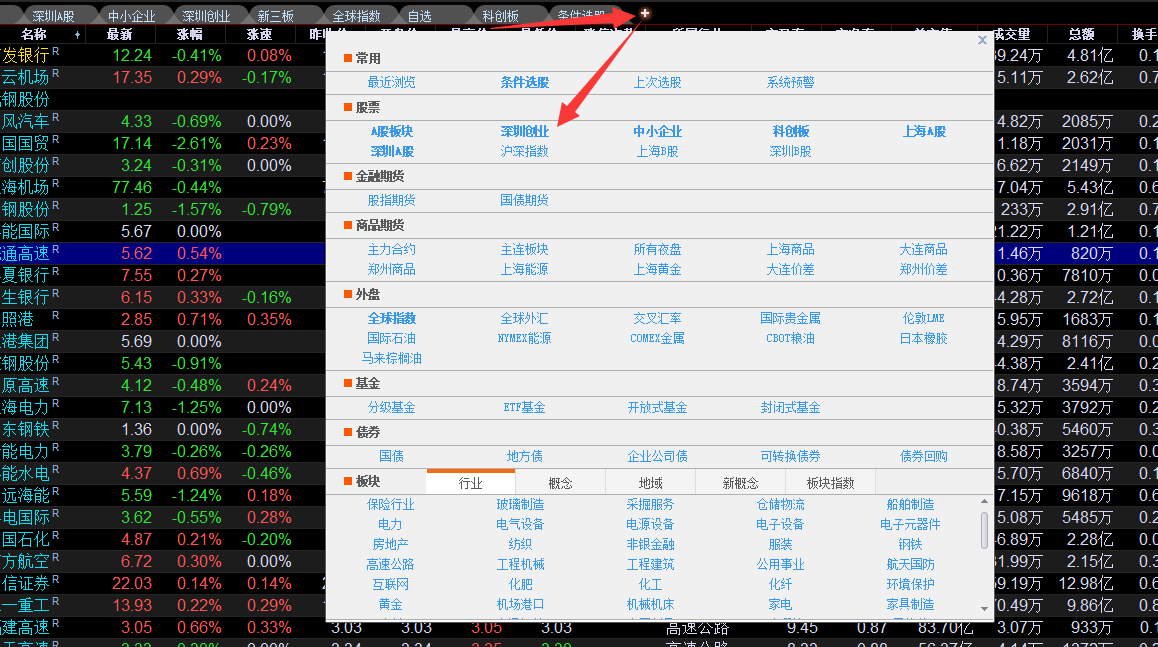 深圳A股 中小企业 深圳创业 新三板 全球指数 自选 科创板 条件选股
名称 最新 涨幅 涨速 成交量 总额 换手
发银行R 12.24 -0.41% 0.08% 39.24万 4.81亿 0.1
云机场R 17.35 0.29% -0.17% 5.11万 2.62亿 0.7
钢股份
风汽车R 4.33 -0.69% 0.00% 4.82万 2085万 0.2
国国贸R 17.14 -2.61% 0.23% 1.18万 2031万 0.1
创股份R 3.24 -0.31% 0.00% 6.62万 2149万 0.1
海机场R 77.46 -0.44% 7.04万 5.43亿 0.6
钢股份R 1.25 -1.57% -0.79% 233万 2.91亿 0.7
能国际R 5.67 0.00% 21.22万 1.21亿 0.1
通高速R 5.62 0.54% 1.46万 820万 0.1
夏银行R 7.55 0.27% 0.36万 7810万 0.0
生银行R 6.15 0.33% -0.16% 4.28万 2.72亿 0.1
照港R 2.85 0.71% 0.35% 5.95万 1683万 0.1
港集团R 5.69 0.00% 4.29万 8116万 0.0
钢股份R 5.43 -0.91% 4.38万 2.41亿 0.2
原高速R 4.12 -0.48% 0.24% 8.74万 3594万 0.3
海电力R 7.13 -1.25% 0.00% 5.32万 3792万 0.2
东钢铁R 1.36 0.00% -0.74% 0.38万 5460万 0.3
能电力R 3.79 -0.26% -0.26% 8.58万 3257万 0.1
能水电R 4.37 0.69% -0.46% 5.70万 6840万 0.1
远海能R 5.59 -1.24% 0.18% 7.15万 9618万 0.6
电国际R 3.62 -0.55% 0.28% 5.08万 5485万 0.2
国石化R 4.87 0.21% -0.20% 6.89万 2.28亿 0.0
方航空R 6.72 0.30% 0.00% 31.99万 2.15亿 0.3
信证券R 22.03 0.14% 0.14% 59.19万 12.98亿 0.6
一重工R 13.93 0.22% 0.29% 70.49万 9.86亿 0.8
建高速R 3.05 0.66% 0.33% 3.03 3.03 3.05 3.03 高速公路 9.45 0.87 83.70亿 3.07万 933万 0.1
常用
最近浏览 条件选股 上次选股 系统预警
股票
A股板块 深圳创业 中小企业 科创板 上海A股
深圳A股 沪深指数 上海B股 深圳B股
金融期货
股指期货 国债期货
商品期货
主力合约 主连板块 所有夜盘 上海商品 大连商品
郑州商品 上海能源 上海黄金 大连价差 郑州价差
外盘
全球指数 全球外汇 交叉汇率 国际贵金属 伦敦LME
国际石油 NYMEX能源 COMEX金属 CBOT粮油 日本橡胶
马来棕榈油
基金
分级基金 ETF基金 开放式基金 封闭式基金
债券
国债 地方债 企业公司债 可转换债券 债券回购
板块 行业 概念 地域 新概念 板块指数
保险行业 玻璃制造 采掘服务 仓储物流 船舶制造
电力 电气设备 电源设备 电子设备 电子元器件
房地产 纺织 非银金融 服装 钢铁
高速公路 工程机械 工程建筑 公用事业 航天国防
互联网 化肥 化工 化纤 环境保护
黄金 机场港口 机械机床 家电 家具制造